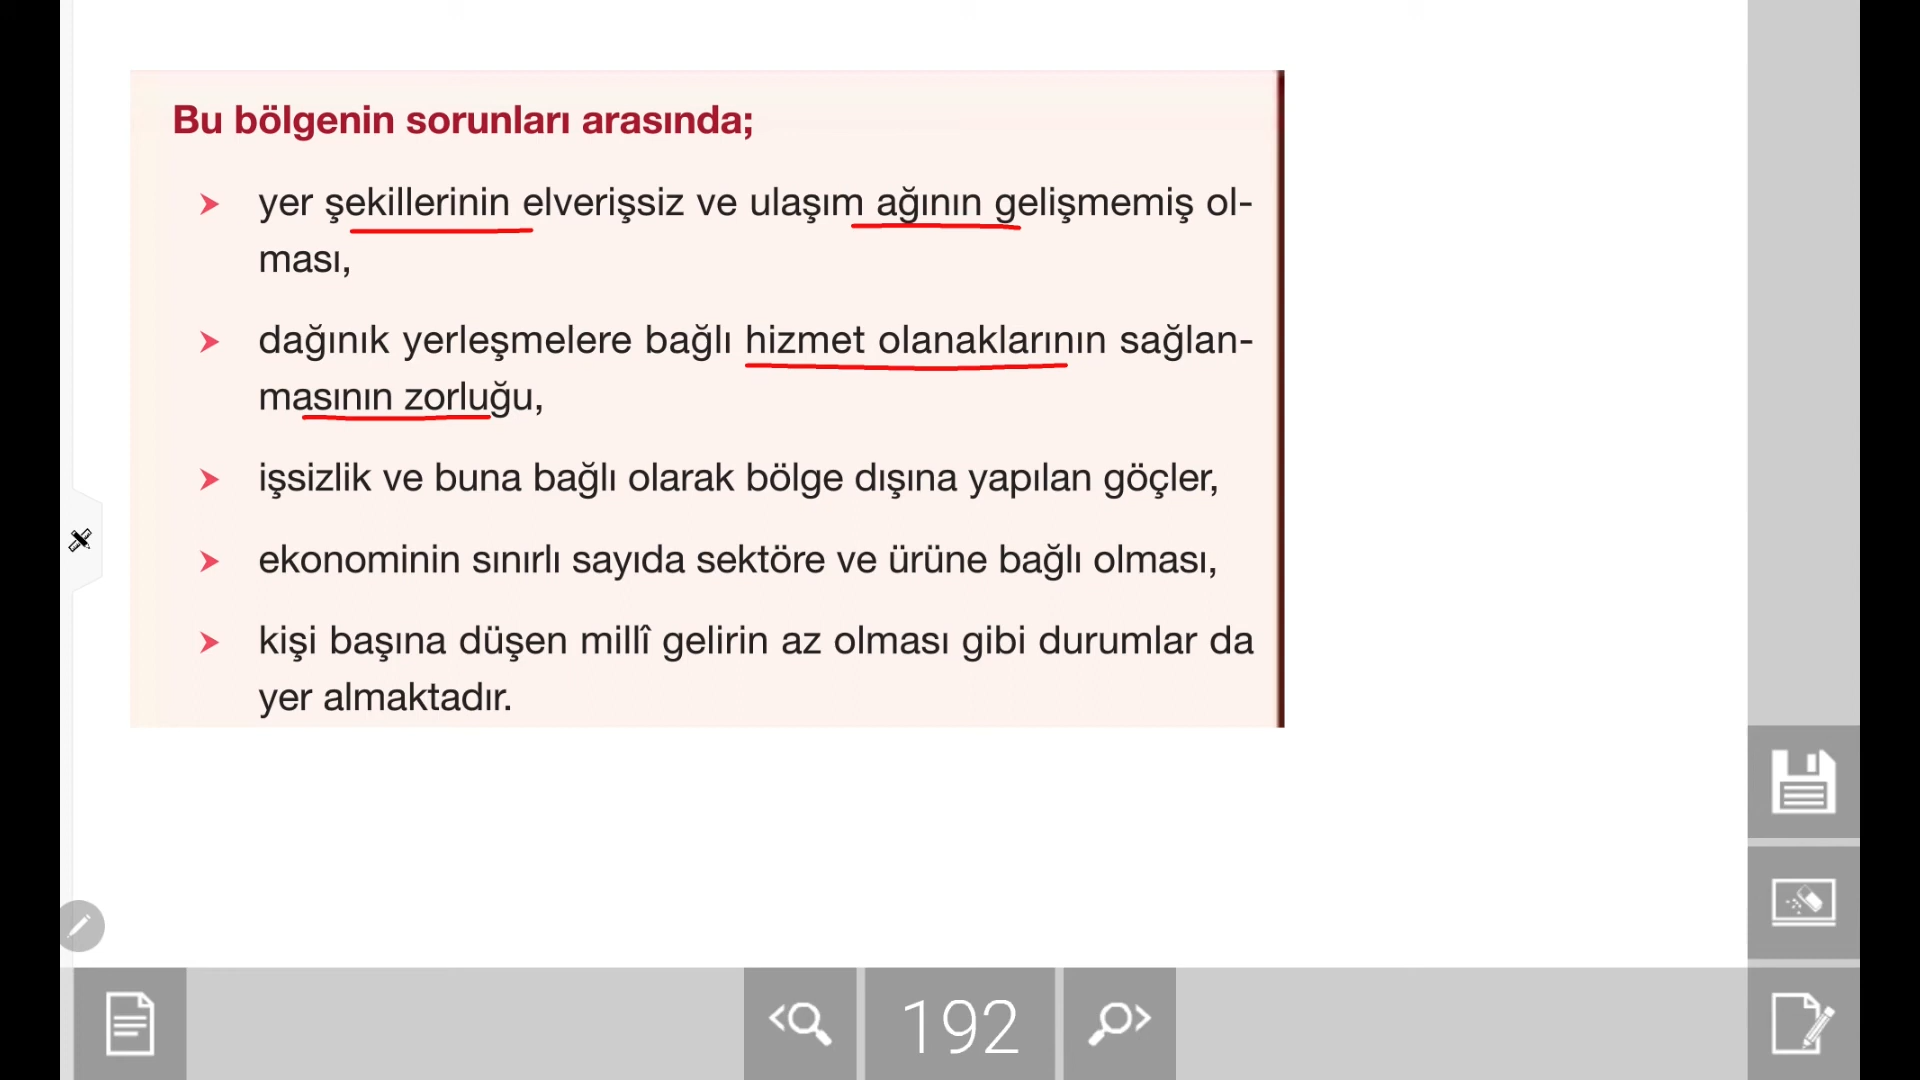 Bu bölgenin sorunları arasında;
➤ yer şekillerinin elverişsiz ve ulaşım ağının gelişmemiş ol-
ması,
➤ dağınık yerleşmelere bağlı hizmet olanaklarının sağlan-
masının zorluğu,
➤ işsizlik ve buna bağlı olarak bölge dışına yapılan göçler,
➤ ekonominin sınırlı sayıda sektöre ve ürüne bağlı olması,
➤ kişi başına düşen millî gelirin az olması gibi durumlar da
yer almaktadır.
192